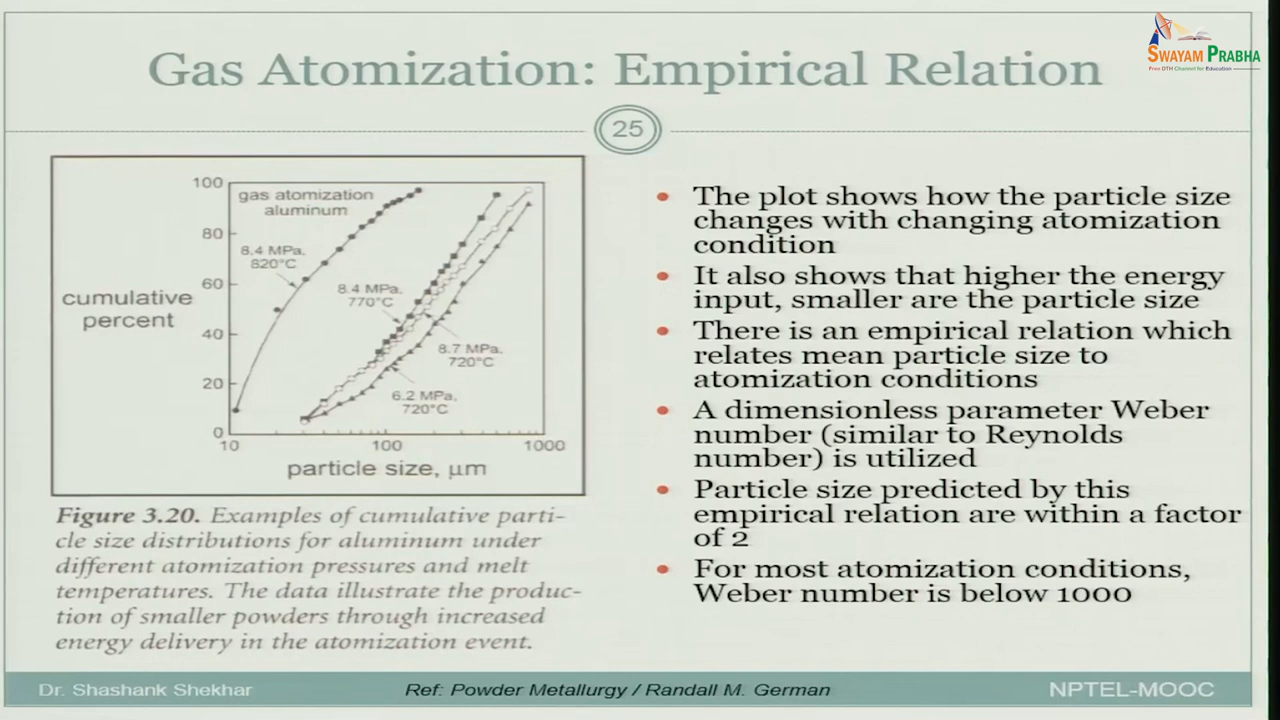 SWAYAM PRABHA
Free DTH Channel for Education
Gas Atomization: Empirical Relation
25
100
80
60
40
20
0
10
100
1000
gas atomization
aluminum
8.4 MPa,
820°C
8.4 MPa,
770°C
8.7 MPa,
720°C
6.2 MPa,
720°C
cumulative
percent
particle size, μm
Figure 3.20. Examples of cumulative parti-
cle size distributions for aluminum under
different atomization pressures and melt
temperatures. The data illustrate the produc-
tion of smaller powders through increased
energy delivery in the atomization event.
The plot shows how the particle size
changes with changing atomization
condition
It also shows that higher the energy
input, smaller are the particle size
There is an empirical relation which
relates mean particle size to
atomization conditions
A dimensionless parameter Weber
number (similar to Reynolds
number) is utilized
Particle size predicted by this
empirical relation are within a factor
of 2
For most atomization conditions,
Weber number is below 1000
Dr. Shashank Shekhar
Ref: Powder Metallurgy / Randall M. German
NPTEL-MOOC